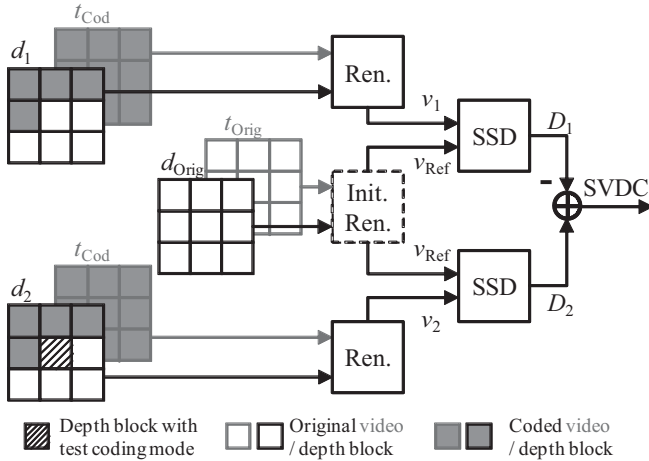 t_Cod
d_1
Ren.
v_1
SSD
D_1
t_Orig
d_Orig
v_Ref
Init.
Ren.
-
SVDC
t_Cod
v_Ref
d_2
SSD
D_2
v_2
Ren.
Depth block with
test coding mode
Original video
/ depth block
Coded video
/ depth block